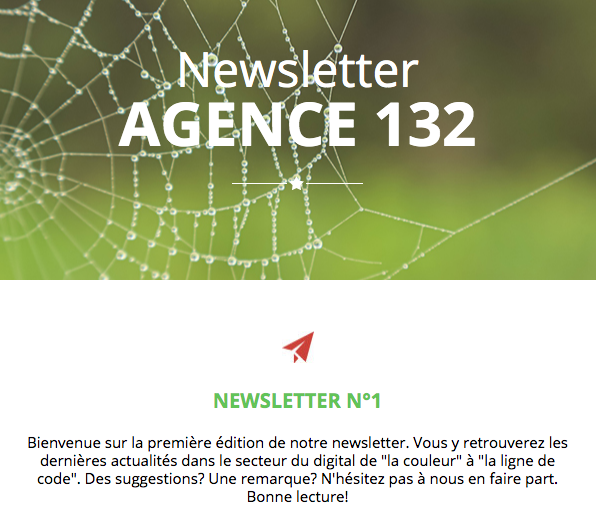 Newsletter
AGENCE 132
NEWSLETTER N°1
Bienvenue sur la première édition de notre newsletter. Vous y retrouverez les
dernières actualités dans le secteur du digital de "la couleur" à "la ligne de
code". Des suggestions? Une remarque? N'hésitez pas à nous en faire part.
Bonne lecture!